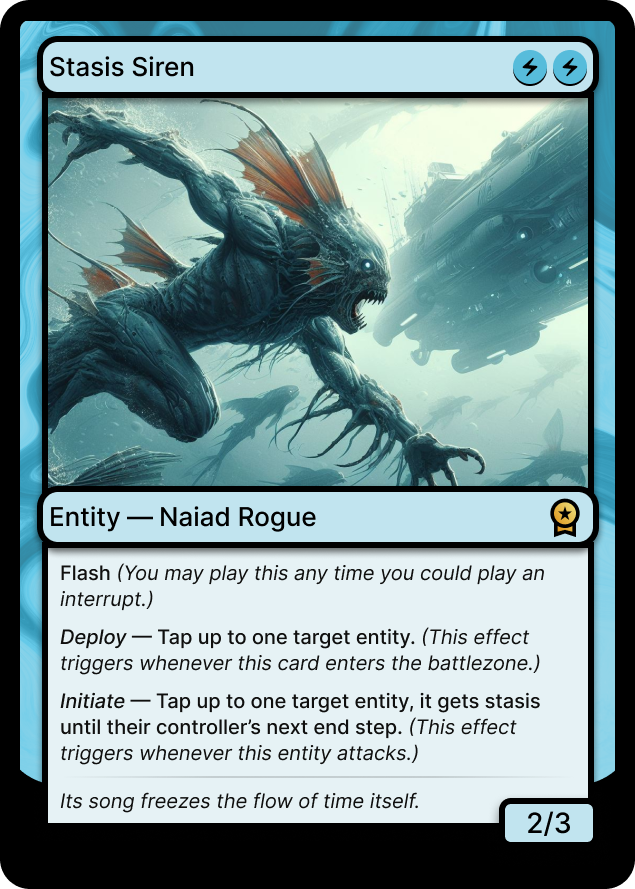 Stasis Siren
Entity — Naiad Rogue
Flash (You may play this any time you could play an
interrupt.)
Deploy — Tap up to one target entity. (This effect
triggers whenever this card enters the battlezone.)
Initiate — Tap up to one target entity, it gets stasis
until their controller’s next end step. (This effect
triggers whenever this entity attacks.)
Its song freezes the flow of time itself.
2/3